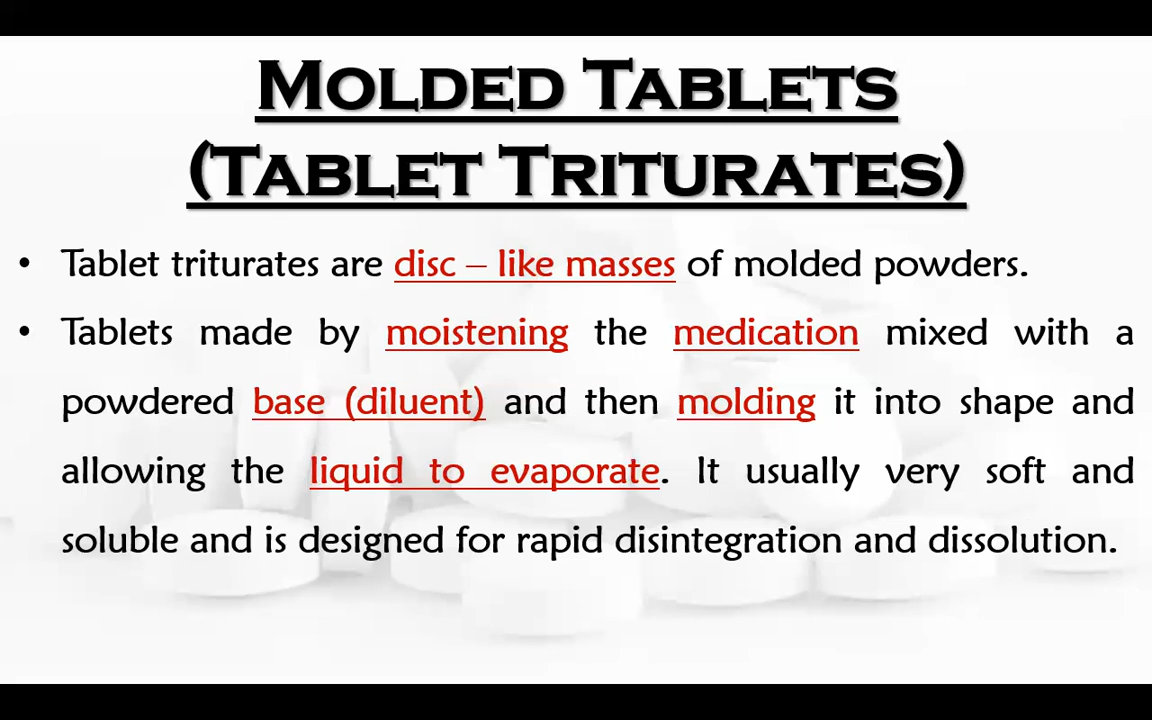 Molded Tablets
(Tablet Triturates)
• Tablet triturates are disc – like masses of molded powders.
• Tablets made by moistening the medication mixed with a
powdered base (diluent) and then molding it into shape and
allowing the liquid to evaporate. It usually very soft and
soluble and is designed for rapid disintegration and dissolution.